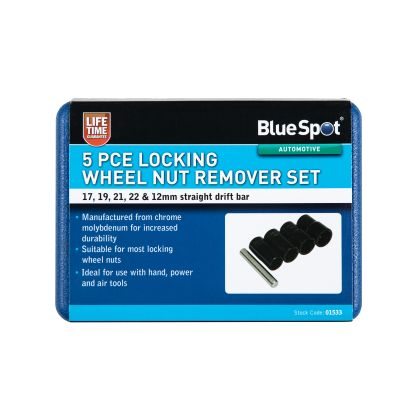 LIFE
TIME
GUARANTEE
BlueSpot®
AUTOMOTIVE
5 PCE LOCKING
WHEEL NUT REMOVER SET
17, 19, 21, 22 & 12mm straight drift bar
• Manufactured from chrome
molybdenum for increased
durability
• Suitable for most locking
wheel nuts
• Ideal for use with hand, power
and air tools
Stock Code: 01533